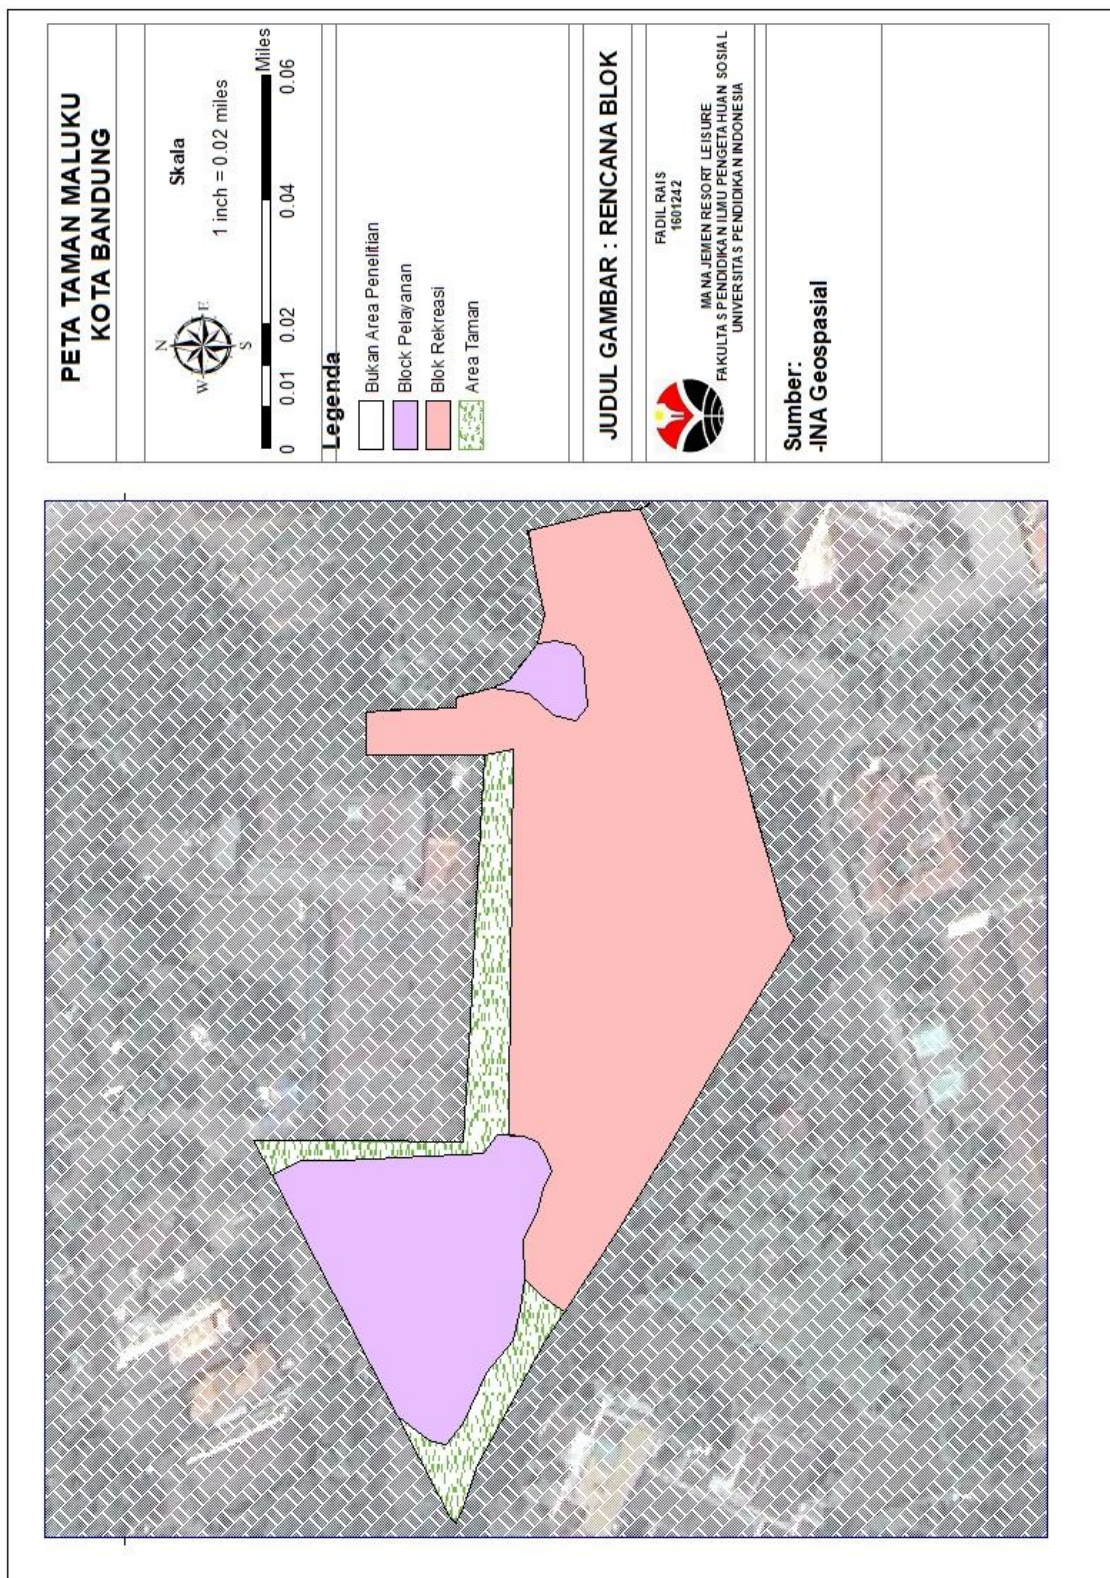 PETA TAMAN MALUKU
KOTA BANDUNG
Skala
1 inch = 0.02 miles
N
W
E
S
Miles
0 0.01 0.02 0.04 0.06
Legenda
Bukan Area Penelitian
Block Pelayanan
Blok Rekreasi
Area Taman
JUDUL GAMBAR : RENCANA BLOK
FADIL RAIS
1601242
MANAJEMEN RESORT LEISURE
FAKULTAS PENDIDIKAN ILMU PENGETAHUAN SOSIAL
UNIVERSITAS PENDIDIKAN INDONESIA
Sumber:
-INA Geospasial